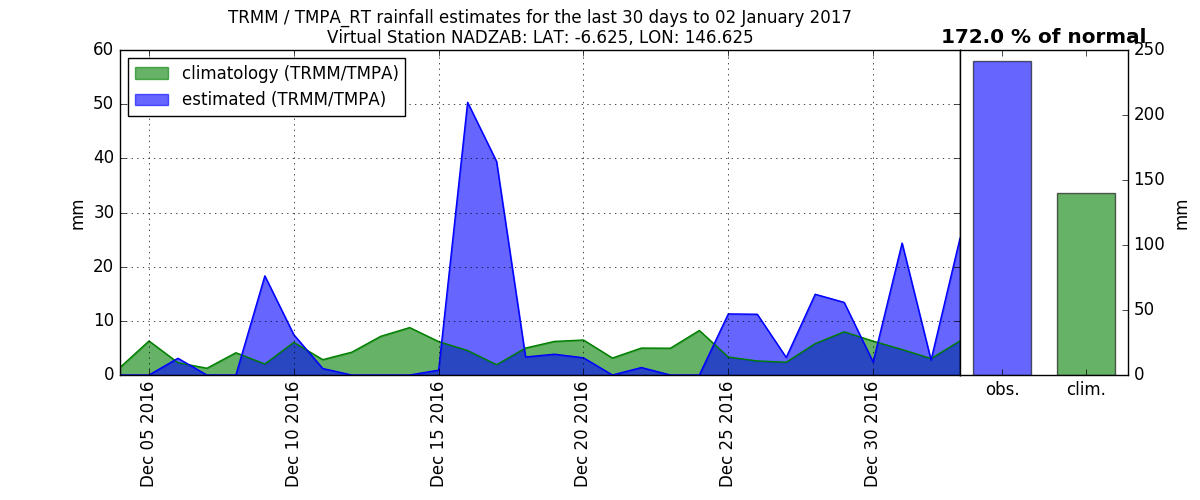 TRMM / TMPA_RT rainfall estimates for the last 30 days to 02 January 2017
Virtual Station NADZAB: LAT: -6.625, LON: 146.625
172.0 % of normal
climatology (TRMM/TMPA)
estimated (TRMM/TMPA)
60
50
40
30
20
10
0
mm
Dec 05 2016
Dec 10 2016
Dec 15 2016
Dec 20 2016
Dec 25 2016
Dec 30 2016
250
200
150
100
50
0
mm
obs.
clim.